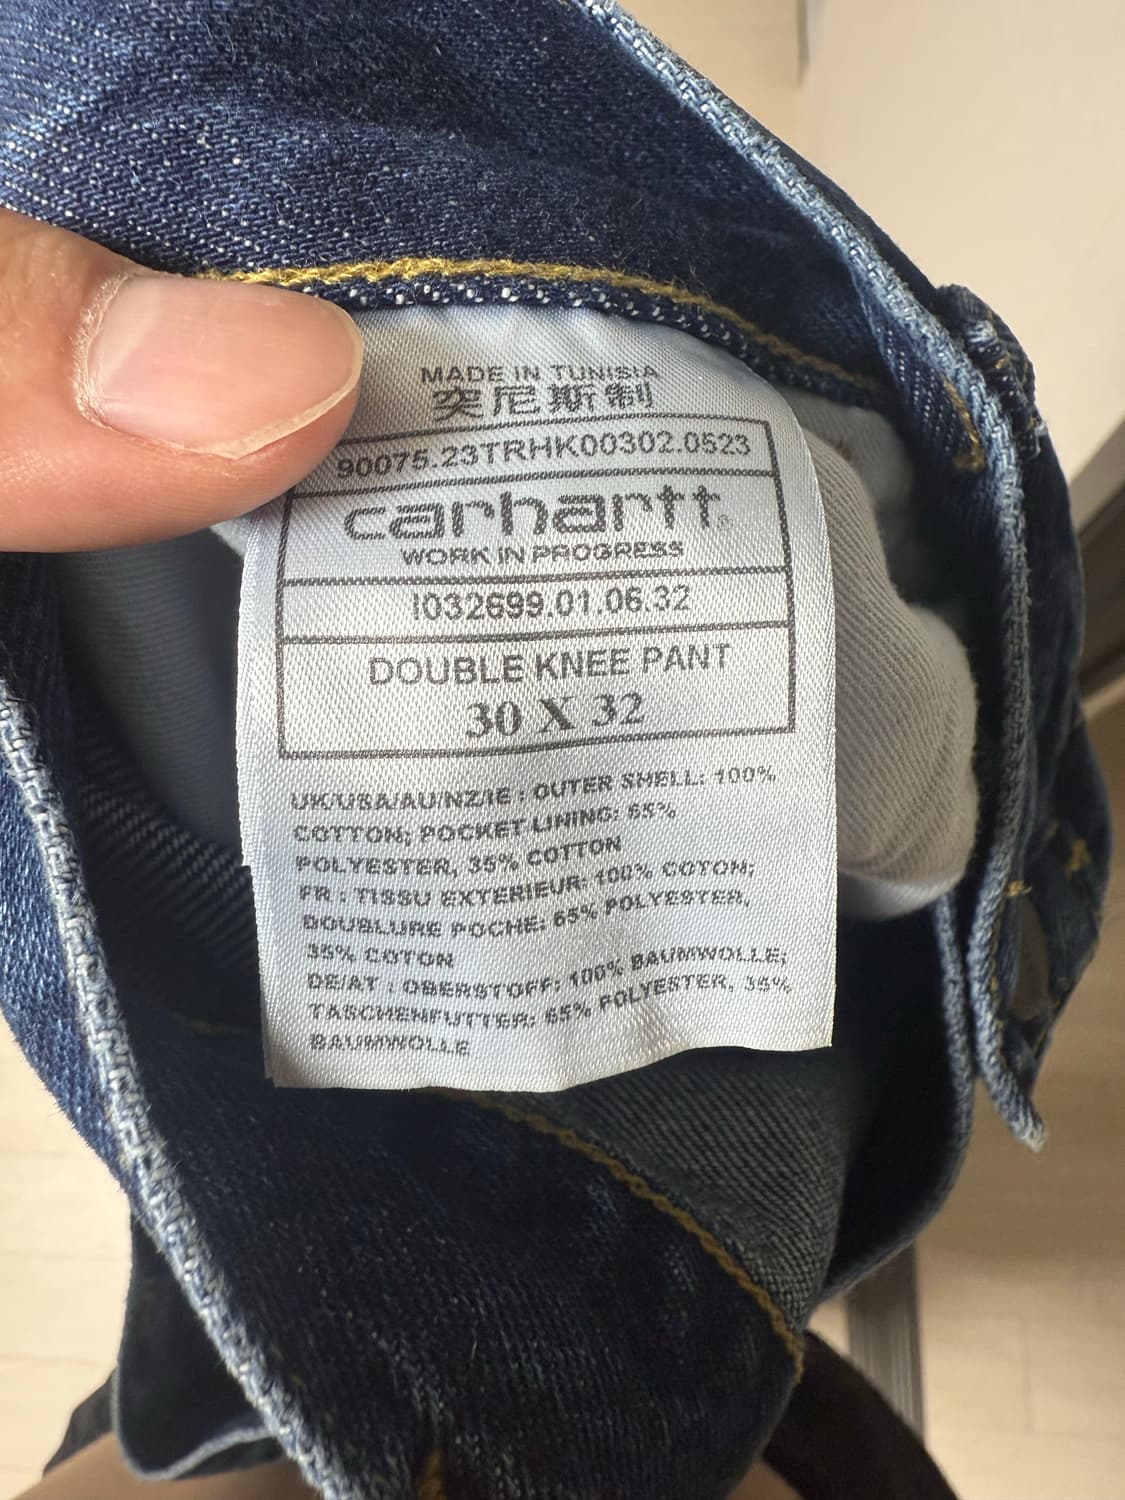 MADE IN TUNISIA
突尼斯制
90075.23TRHK00302.0523
carhartt®
WORK IN PROGRESS
I032699.01.06.32
DOUBLE KNEE PANT
30 X 32
UK/USA/AU/NZ/IE : OUTER SHELL: 100%
COTTON; POCKET LINING: 65%
POLYESTER, 35% COTTON
FR : TISSU EXTERIEUR: 100% COTON;
DOUBLURE POCHE: 65% POLYESTER,
35% COTON
DE/AT : OBERSTOFF: 100% BAUMWOLLE;
TASCHENFUTTER: 65% POLYESTER, 35%
BAUMWOLLE